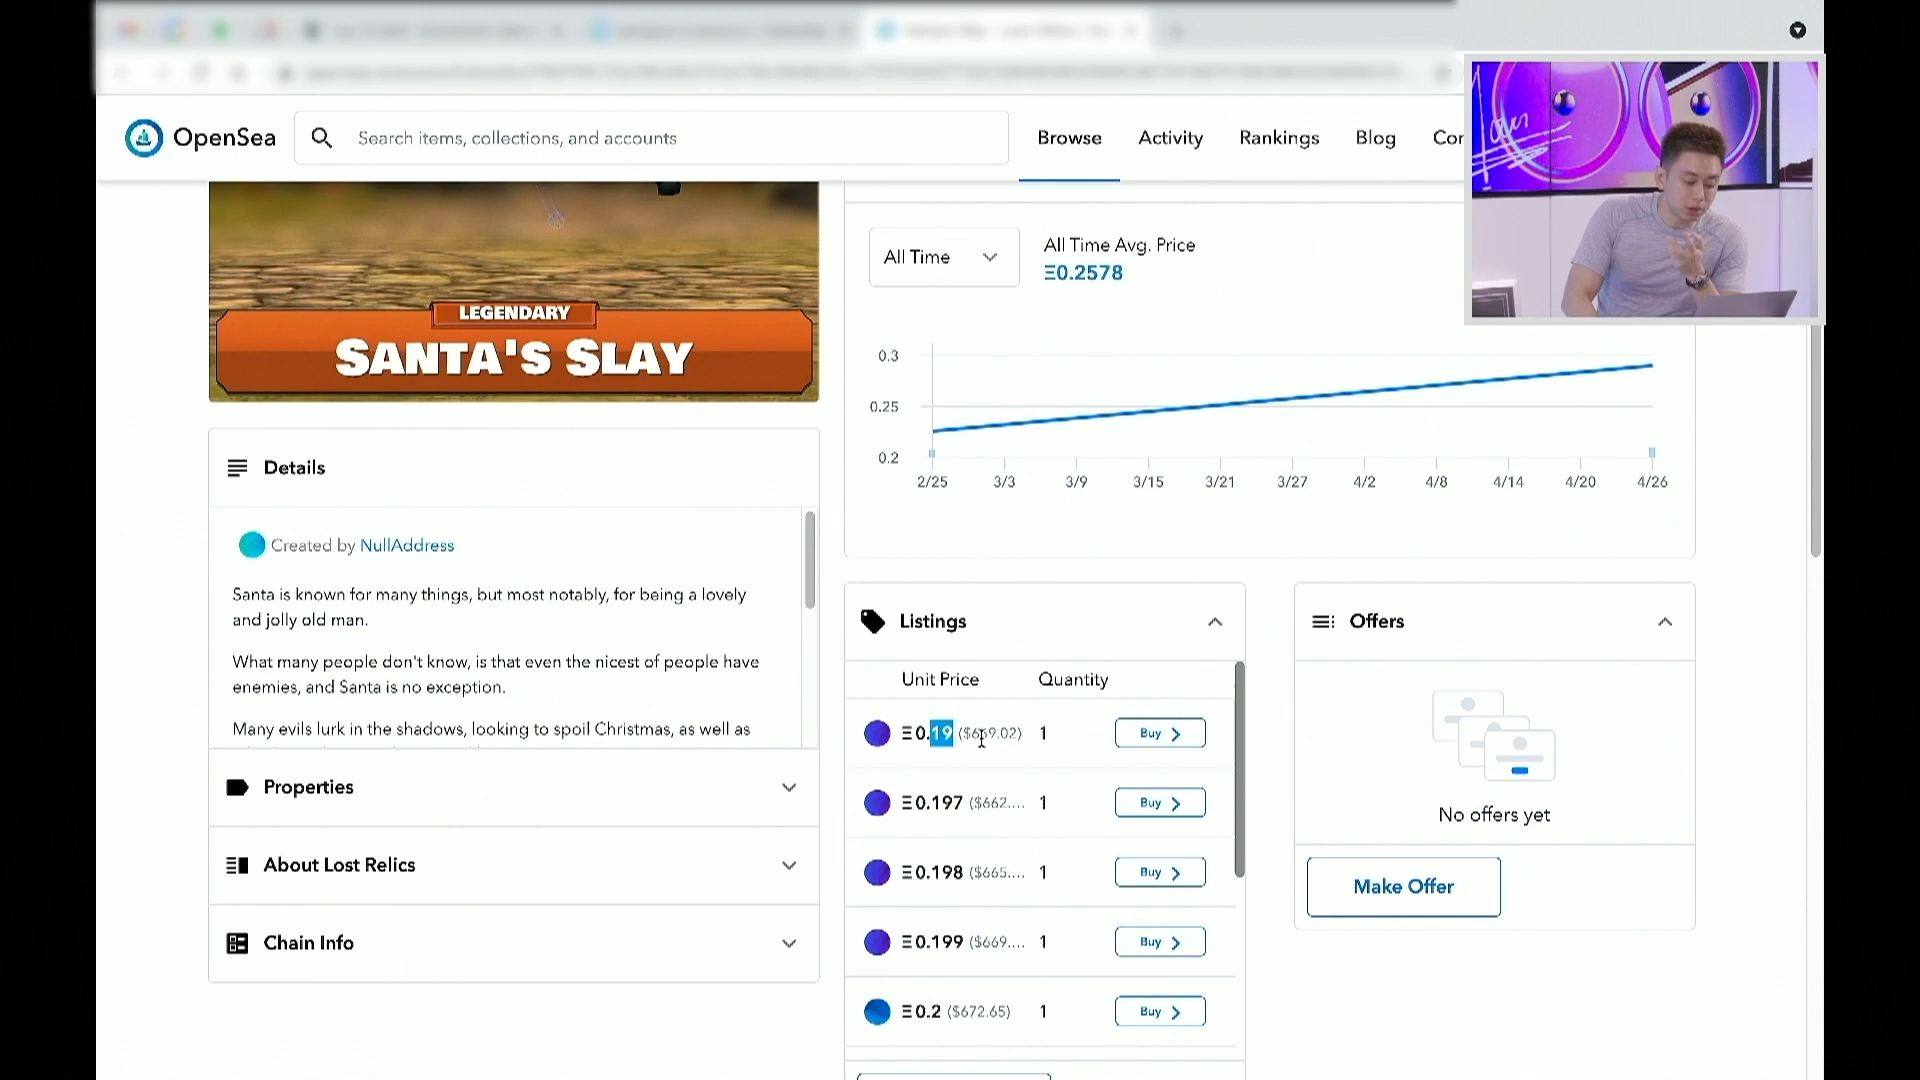 OpenSea
Search items, collections, and accounts
Browse
Activity
Rankings
Blog
LEGENDARY
SANTA'S SLAY
All Time
All Time Avg. Price
Ξ0.2578
0.3
0.25
0.2
2/25 3/3 3/9 3/15 3/21 3/27 4/2 4/8 4/14 4/20 4/26
Details
Created by NullAddress
Santa is known for many things, but most notably, for being a lovely
and jolly old man.
What many people don't know, is that even the nicest of people have
enemies, and Santa is no exception.
Many evils lurk in the shadows, looking to spoil Christmas, as well as
Properties
About Lost Relics
Chain Info
Listings
Unit Price Quantity
Ξ0.19 1 Buy
Ξ0.197 ($662.... 1 Buy
Ξ0.198 ($665.... 1 Buy
Ξ0.199 ($669.... 1 Buy
Ξ0.2 ($672.65) 1 Buy
Offers
No offers yet
Make Offer